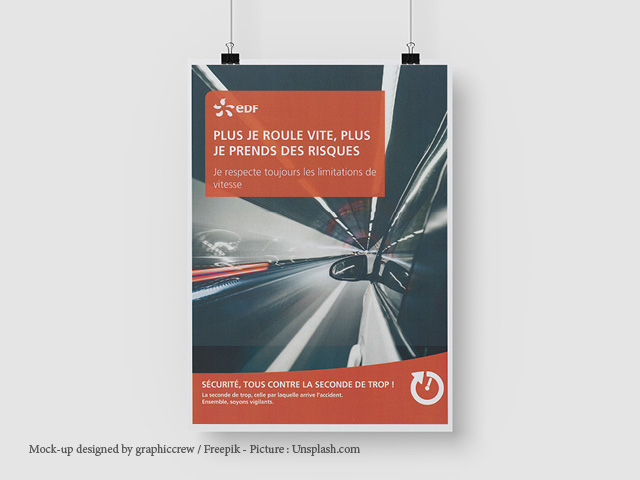 eDF
PLUS JE ROULE VITE, PLUS
JE PRENDS DES RISQUES
Je respecte toujours les limitations de
vitesse
SÉCURITÉ, TOUS CONTRE LA SECONDE DE TROP !
La seconde de trop, celle par laquelle arrive l'accident.
Ensemble, soyons vigilants.
Mock-up designed by graphiccrew / Freepik - Picture : Unsplash.com